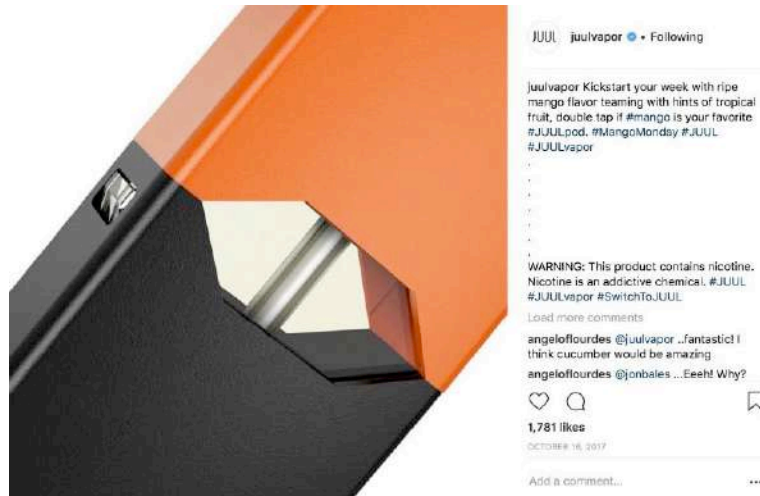 JUUL juulvapor • Following
juulvapor Kickstart your week with ripe
mango flavor teaming with hints of tropical
fruit, double tap if #mango is your favorite
#JUULpod. #MangoMonday #JUUL
#JUULvapor
.
.
.
.
.
.
.
WARNING: This product contains nicotine.
Nicotine is an addictive chemical. #JUUL
#JUULvapor #SwitchToJUUL
Load more comments
angeloflourdes @juulvapor ..fantastic! I
think cucumber would be amazing
angeloflourdes @jonbales ...Eeeh! Why?
1,781 likes
OCTOBER 16, 2017
Add a comment...